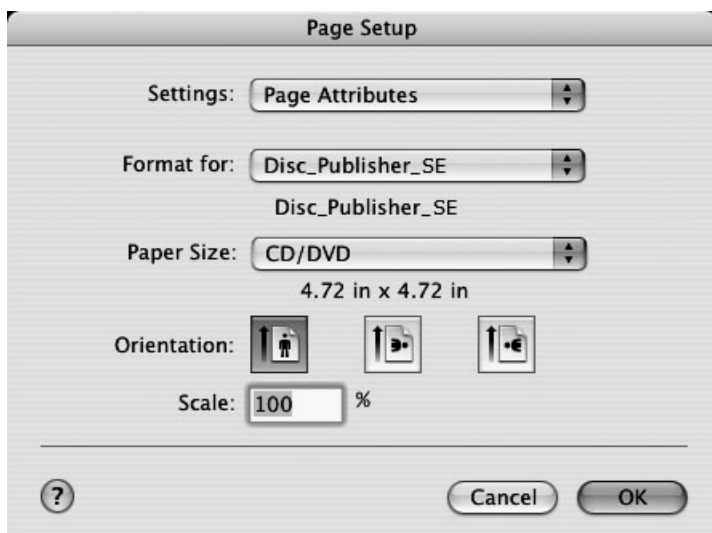 Page Setup
Settings: Page Attributes
Format for: Disc_Publisher_SE
Disc_Publisher_SE
Paper Size: CD/DVD
4.72 in x 4.72 in
Orientation:
Scale: 100 %
? Cancel OK